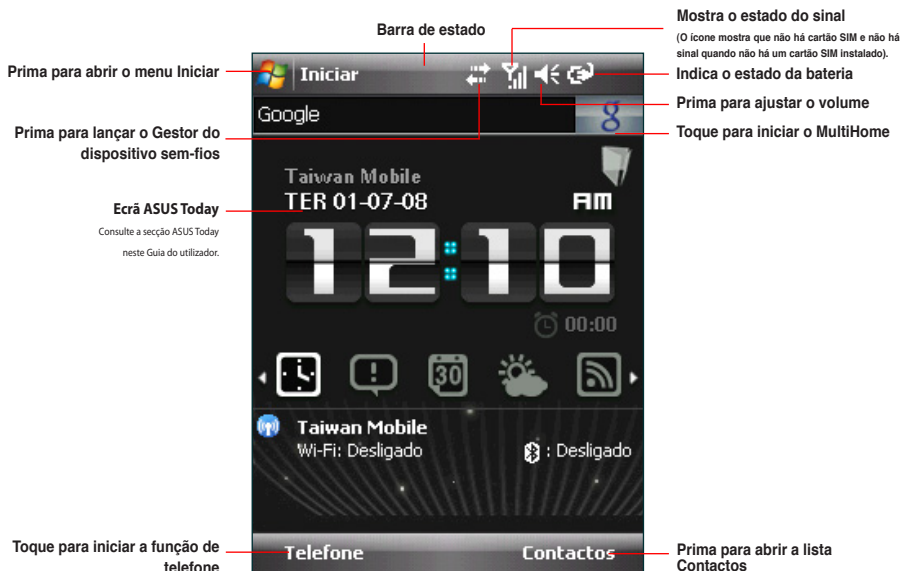 Mostra o estado do sinal
(O ícone mostra que não há cartão SIM e não há
sinal quando não há um cartão SIM instalado).
Barra de estado
Prima para abrir o menu Iniciar
Iniciar
Indica o estado da bateria
Prima para ajustar o volume
Google
g
Toque para iniciar o MultiHome
Prima para lançar o Gestor do
dispositivo sem-fios
Taiwan Mobile
TER 01-07-08
AM
Ecrã ASUS Today
Consulte a secção ASUS Today
neste Guia do utilizador.
12:10
00:00
30
Taiwan Mobile
Wi-Fi: Desligado
: Desligado
Toque para iniciar a função de
telefone
Telefone
Contactos
Prima para abrir a lista
Contactos